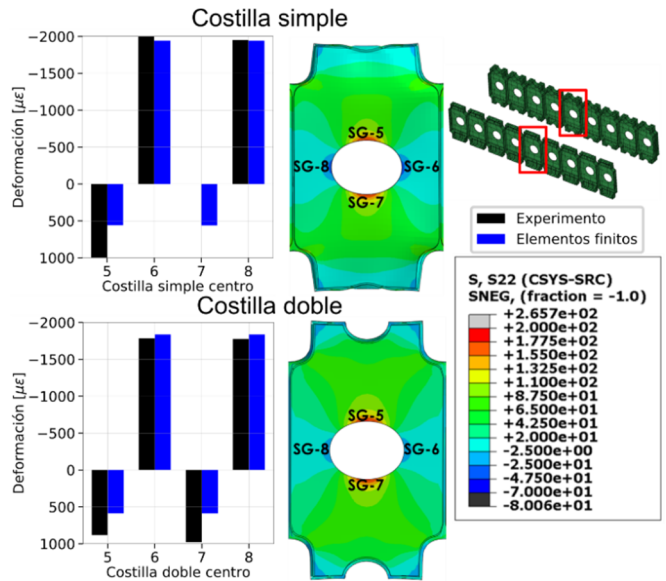 Costilla simple
−2000
−1500
−1000
−500
0
500
1000
Deformación [με]
5 6 7 8
Costilla simple centro
SG-5
SG-8
SG-6
SG-7
Experimento
Elementos finitos
S, S22 (CSYS-SRC)
SNEG, (fraction = -1.0)
+2.657e+02
+2.000e+02
+1.775e+02
+1.550e+02
+1.325e+02
+1.100e+02
+8.750e+01
+6.500e+01
+4.250e+01
+2.000e+01
-2.500e+00
-2.500e+01
-4.750e+01
-7.000e+01
-8.006e+01
Costilla doble
−2000
−1500
−1000
−500
0
500
1000
Deformación [με]
5 6 7 8
Costilla doble centro
SG-5
SG-8
SG-6
SG-7